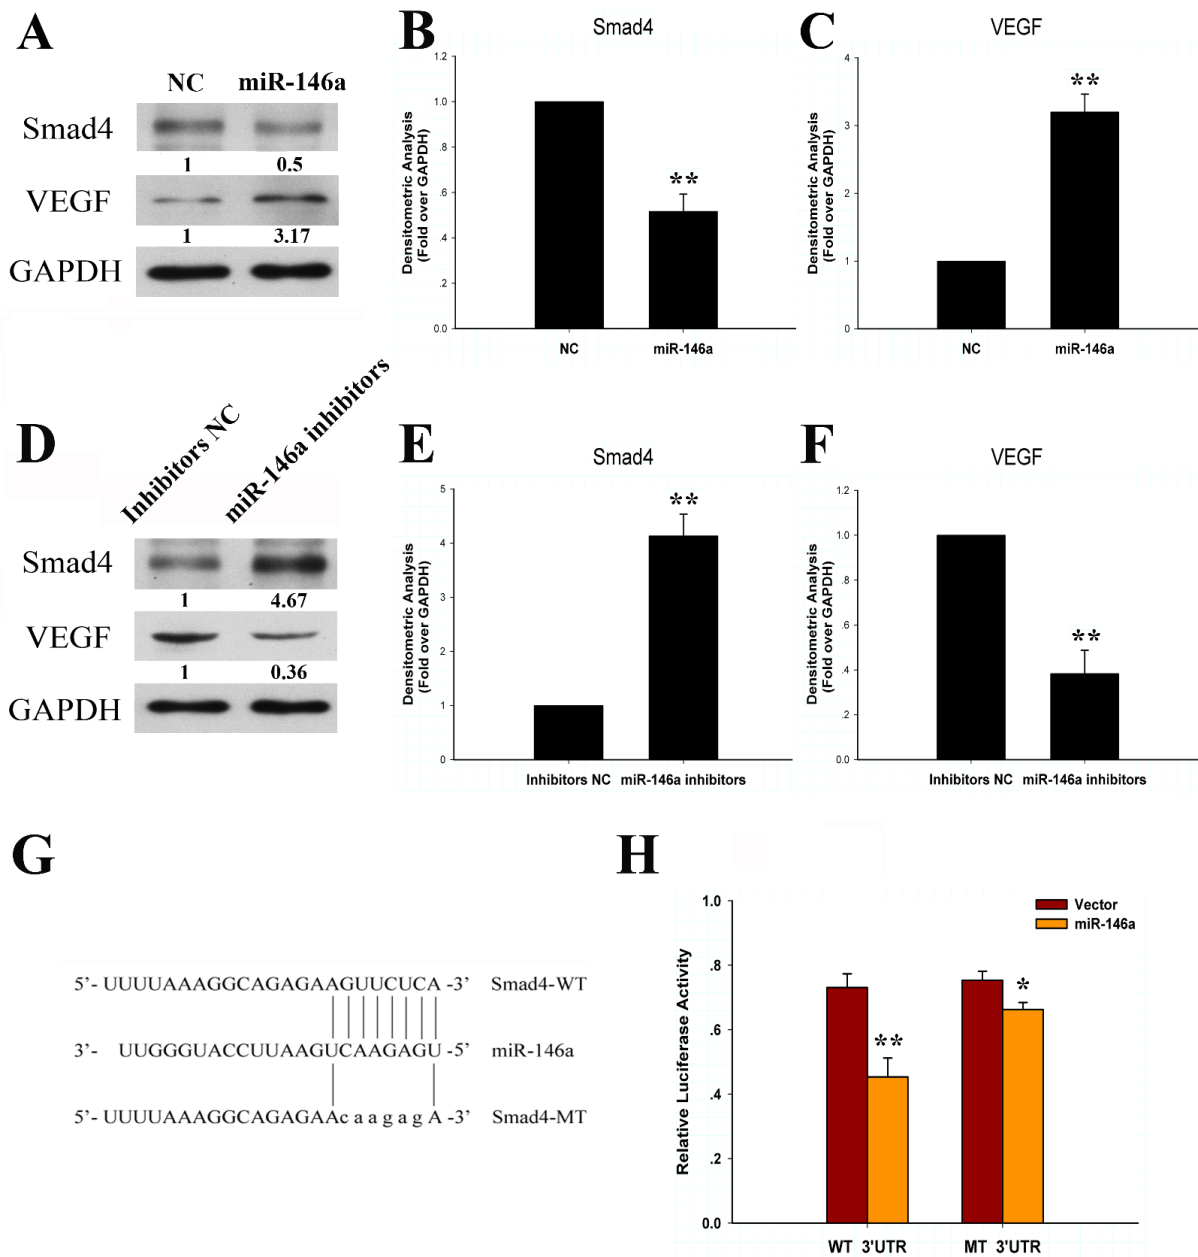 A
NC miR-146a
Smad4
1 0.5
VEGF
1 3.17
GAPDH
B
Smad4
Densitometric Analysis
(Fold over GAPDH)
1.2
1.0
.8
.6
.4
.2
0.0
NC miR-146a
**
C
VEGF
Densitometric Analysis
(Fold over GAPDH)
4
3
2
1
0
NC miR-146a
**
D
Inhibitors NC
miR-146a inhibitors
Smad4
1 4.67
VEGF
1 0.36
GAPDH
E
Smad4
Densitometric Analysis
(Fold over GAPDH)
5
4
3
2
1
0
Inhibitors NC miR-146a inhibitors
**
F
VEGF
Densitometric Analysis
(Fold over GAPDH)
1.2
1.0
.8
.6
.4
.2
0.0
Inhibitors NC miR-146a inhibitors
**
G
5’- UUUUAAAGGCAGAGAAGUUCUCA -3’ Smad4-WT
3’- UUGGGUACCUUAAGUCAAGAGU -5’ miR-146a
5’- UUUUAAAGGCAGAGAAcaagagA -3’ Smad4-MT
H
Relative Luciferase Activity
1.0
.8
.6
.4
.2
0.0
Vector
miR-146a
**
*
WT 3'UTR MT 3'UTR